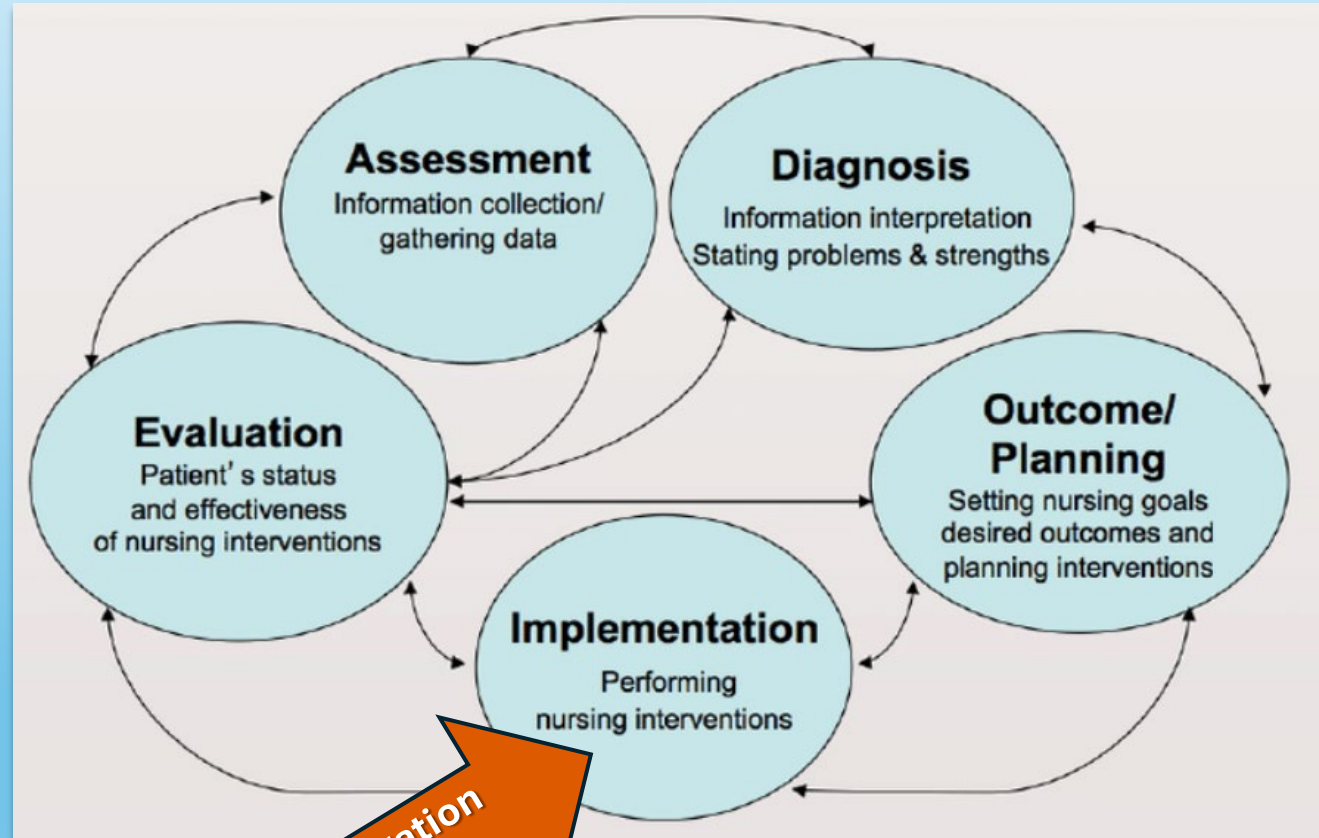 Assessment
Information collection/
gathering data
Diagnosis
Information interpretation
Stating problems & strengths
Evaluation
Patient's status
and effectiveness
of nursing interventions
Outcome/
Planning
Setting nursing goals
desired outcomes and
planning interventions
Implementation
Performing
nursing interventions